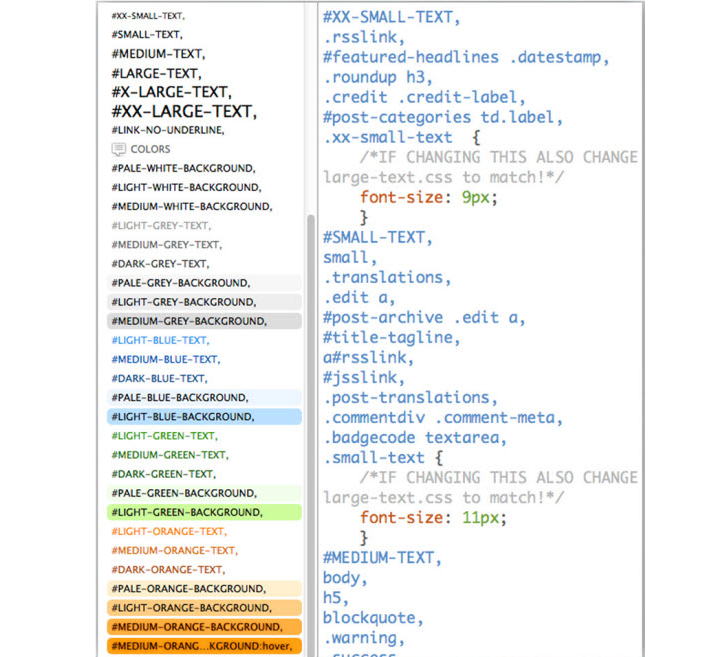 #XX-SMALL-TEXT,
#SMALL-TEXT,
#MEDIUM-TEXT,
#LARGE-TEXT,
#X-LARGE-TEXT,
#XX-LARGE-TEXT,
#LINK-NO-UNDERLINE,
COLORS
#PALE-WHITE-BACKGROUND,
#LIGHT-WHITE-BACKGROUND,
#MEDIUM-WHITE-BACKGROUND,
#LIGHT-GREY-TEXT,
#MEDIUM-GREY-TEXT,
#DARK-GREY-TEXT,
#PALE-GREY-BACKGROUND,
#LIGHT-GREY-BACKGROUND,
#MEDIUM-GREY-BACKGROUND,
#LIGHT-BLUE-TEXT,
#MEDIUM-BLUE-TEXT,
#DARK-BLUE-TEXT,
#PALE-BLUE-BACKGROUND,
#LIGHT-BLUE-BACKGROUND,
#LIGHT-GREEN-TEXT,
#MEDIUM-GREEN-TEXT,
#DARK-GREEN-TEXT,
#PALE-GREEN-BACKGROUND,
#LIGHT-GREEN-BACKGROUND,
#LIGHT-ORANGE-TEXT,
#MEDIUM-ORANGE-TEXT,
#DARK-ORANGE-TEXT,
#PALE-ORANGE-BACKGROUND,
#LIGHT-ORANGE-BACKGROUND,
#MEDIUM-ORANGE-BACKGROUND,
#MEDIUM-ORANG...KGROUND:hover,
#XX-SMALL-TEXT,
.rsslink,
#featured-headlines .datestamp,
.roundup h3,
.credit .credit-label,
#post-categories td.label,
.xx-small-text {
/*IF CHANGING THIS ALSO CHANGE
large-text.css to match!*/
font-size: 9px;
}
#SMALL-TEXT,
small,
.translations,
.edit a,
#post-archive .edit a,
#title-tagline,
a#rsslink,
#jsslink,
.post-translations,
.commentdiv .comment-meta,
.badgecode textarea,
.small-text {
/*IF CHANGING THIS ALSO CHANGE
large-text.css to match!*/
font-size: 11px;
}
#MEDIUM-TEXT,
body,
h5,
blockquote,
.warning,